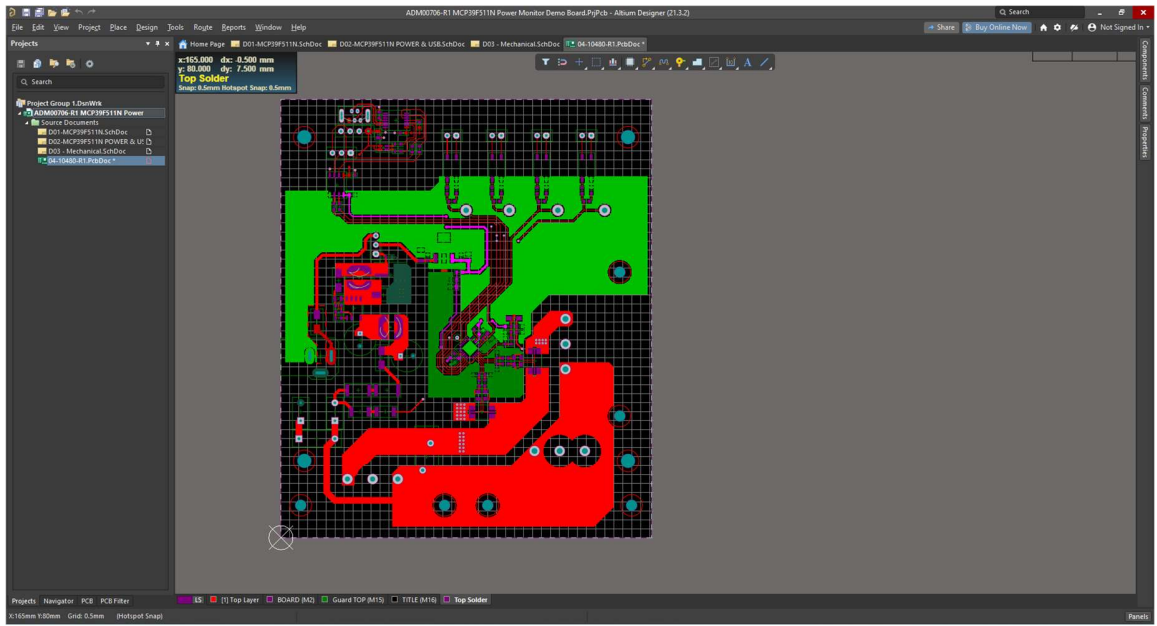 ADM00706-R1 MCP39F511N Power Monitor Demo Board.PrjPcb - Altium Designer (21.3.2)
Search
File Edit View Project Place Design Tools Route Reports Window Help
Share Buy Online Now Not Signed In
Projects
Home Page D01-MCP39F511N.SchDoc D02-MCP39F511N POWER & USB.SchDoc D03 - Mechanical.SchDoc 04-10480-R1.PcbDoc *
x:165.000 dx: -0.500 mm
y: 80.000 dy: 7.500 mm
Top Solder
Snap: 0.5mm Hotspot Snap: 0.5mm
Search
Project Group 1.DsnWrk
ADM00706-R1 MCP39F511N Power
Source Documents
D01-MCP39F511N.SchDoc
D02-MCP39F511N POWER & U
D03 - Mechanical.SchDoc
04-10480-R1.PcbDoc *
Components
Comments
Properties
Projects Navigator PCB PCB Filter
LS [1] Top Layer BOARD (M2) Guard TOP (M15) TITLE (M16) Top Solder
X:165mm Y:80mm Grid: 0.5mm (Hotspot Snap)
Panels